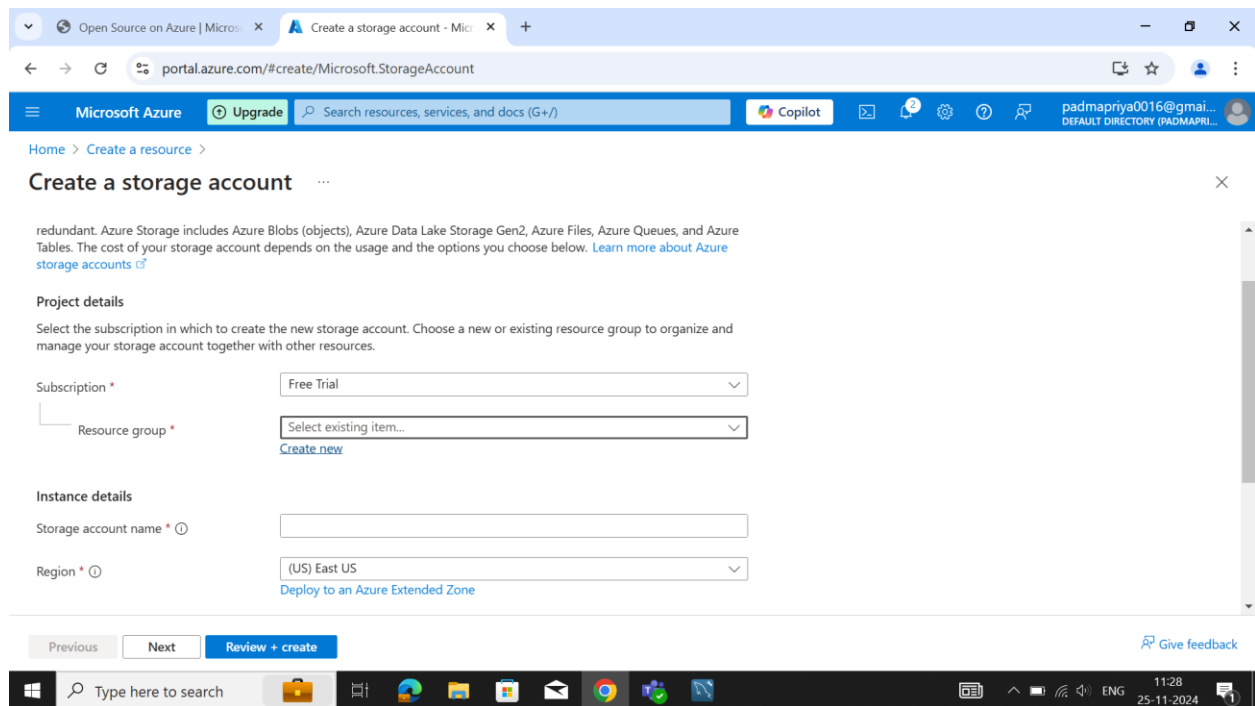 Open Source on Azure | Micros
Create a storage account - Micr
portal.azure.com/#create/Microsoft.StorageAccount
Microsoft Azure
Upgrade
Search resources, services, and docs (G+/)
Copilot
2
padmapriya0016@gmai...
DEFAULT DIRECTORY (PADMAPRI...
Home > Create a resource >
Create a storage account ...
redundant. Azure Storage includes Azure Blobs (objects), Azure Data Lake Storage Gen2, Azure Files, Azure Queues, and Azure
Tables. The cost of your storage account depends on the usage and the options you choose below. Learn more about Azure
storage accounts
Project details
Select the subscription in which to create the new storage account. Choose a new or existing resource group to organize and
manage your storage account together with other resources.
Subscription *
Free Trial
Resource group *
Select existing item...
Create new
Instance details
Storage account name *
Region *
(US) East US
Deploy to an Azure Extended Zone
Previous
Next
Review + create
Give feedback
Type here to search
ENG
11:28
25-11-2024
1